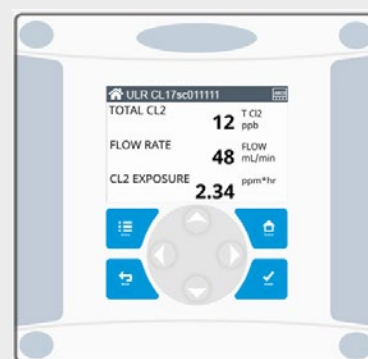 ULR CL17sc011111
TOTAL CL2
12 T Cl2 ppb
FLOW RATE
48 FLOW mL/min
CL2 EXPOSURE
2.34 ppm*hr